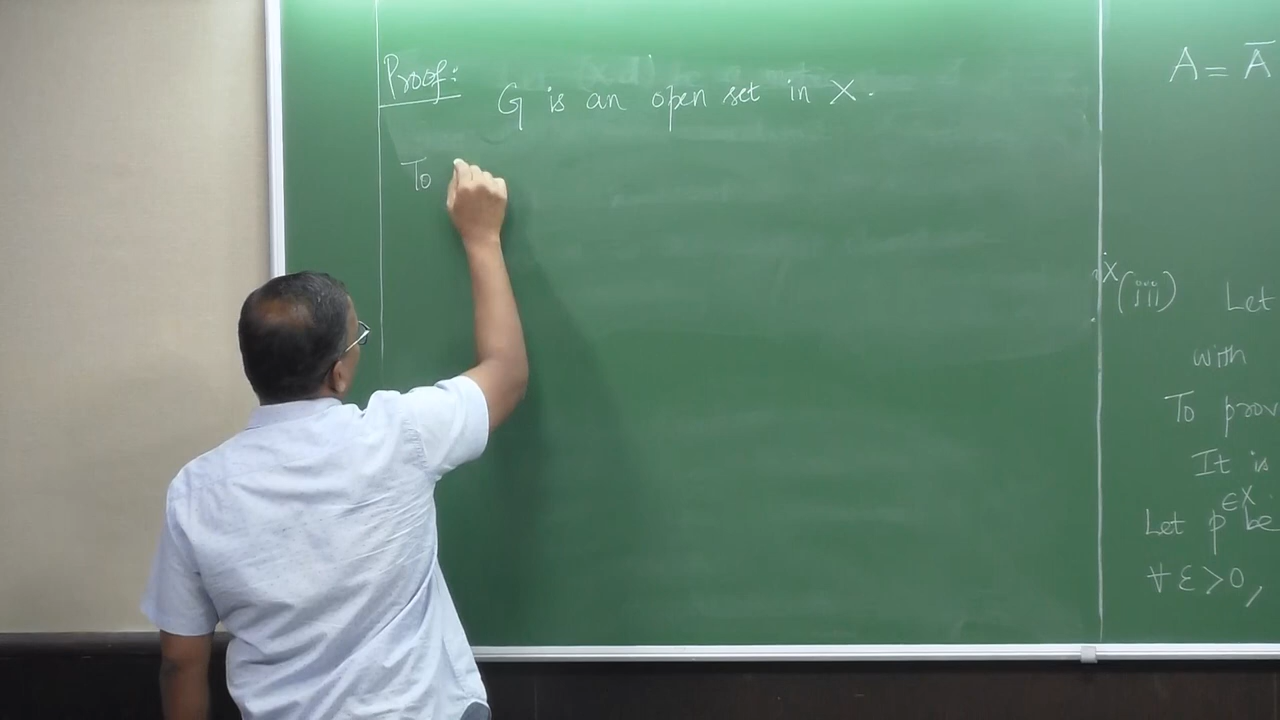 Proof: G is an open set in X.
To
A = A̅
(iii) Let
with
To prov
It is
∈X
Let p be
∀ ε>0,